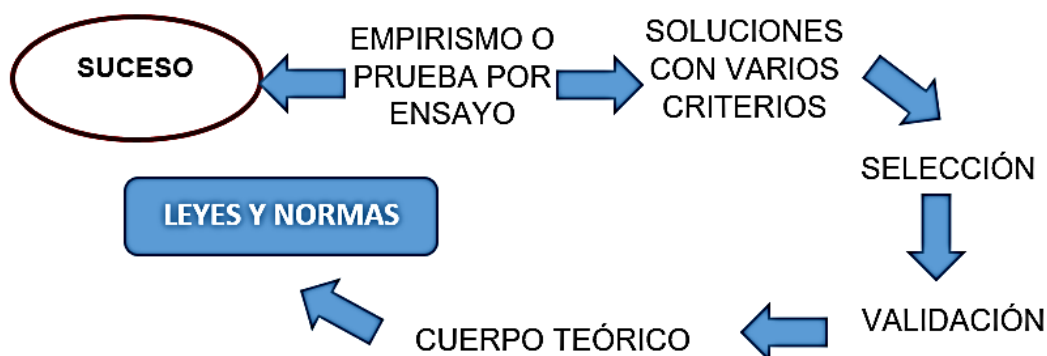 SUCESO
EMPIRISMO O
PRUEBA POR
ENSAYO
SOLUCIONES
CON VARIOS
CRITERIOS
SELECCIÓN
VALIDACIÓN
CUERPO TEÓRICO
LEYES Y NORMAS